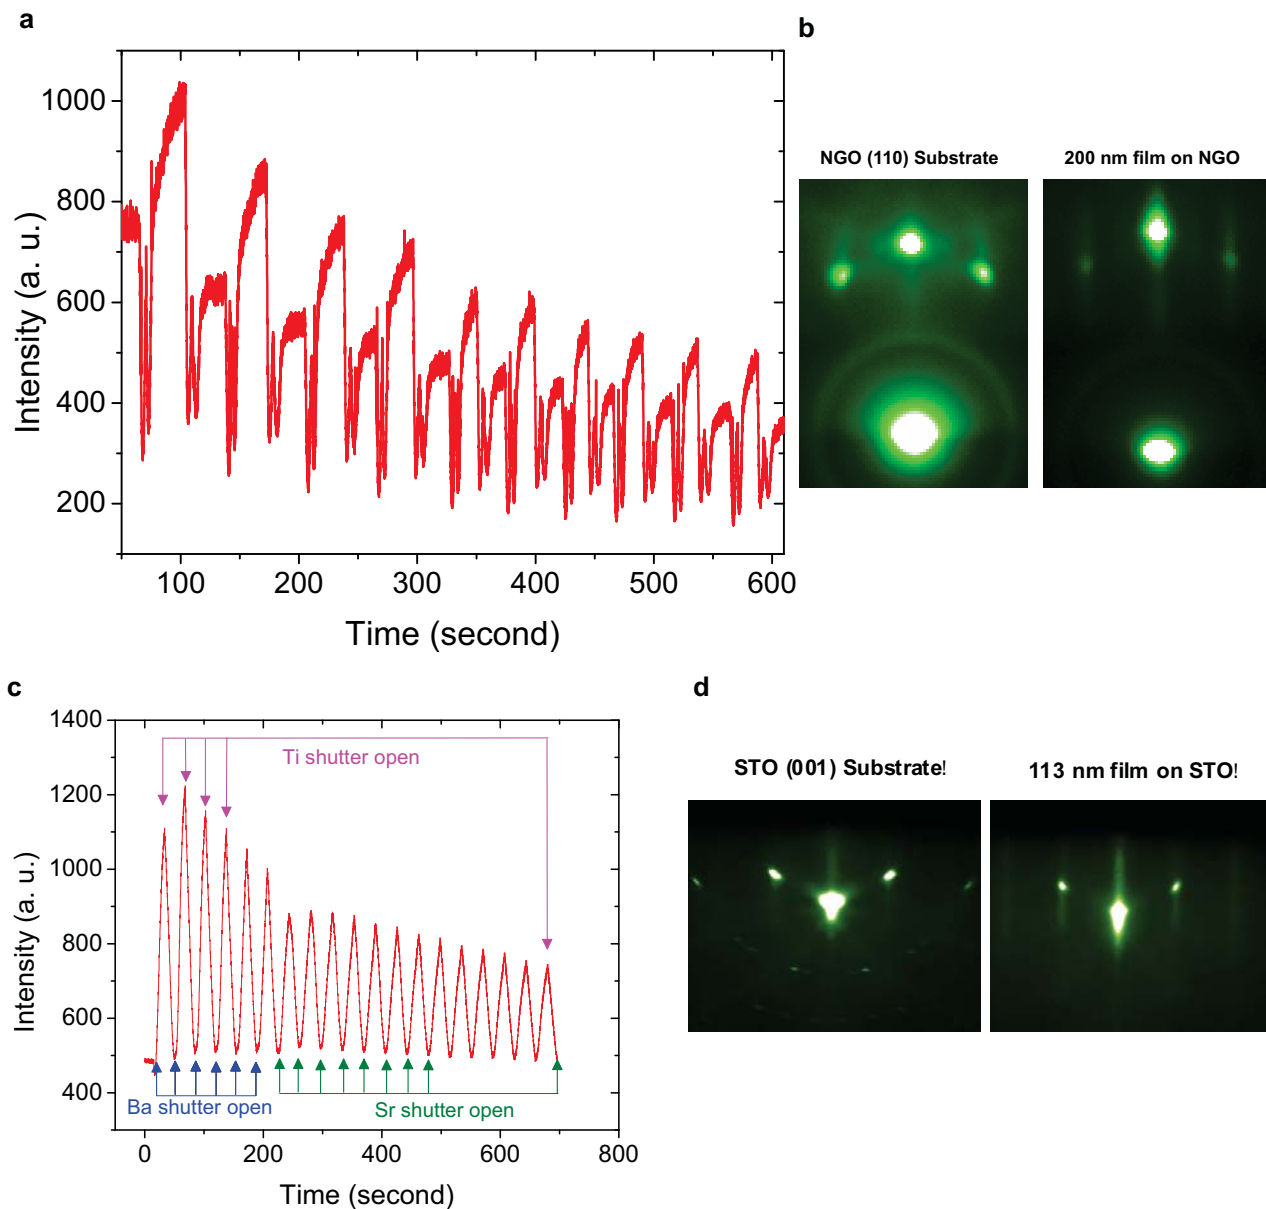 a
1000
800
600
400
200
Intensity (a. u.)
100
200
300
400
500
600
Time (second)
b
NGO (110) Substrate
200 nm film on NGO
c
1400
1200
1000
800
600
400
Intensity (a. u.)
Ti shutter open
Ba shutter open
Sr shutter open
0
200
400
600
800
Time (second)
d
STO (001) Substrate!
113 nm film on STO!